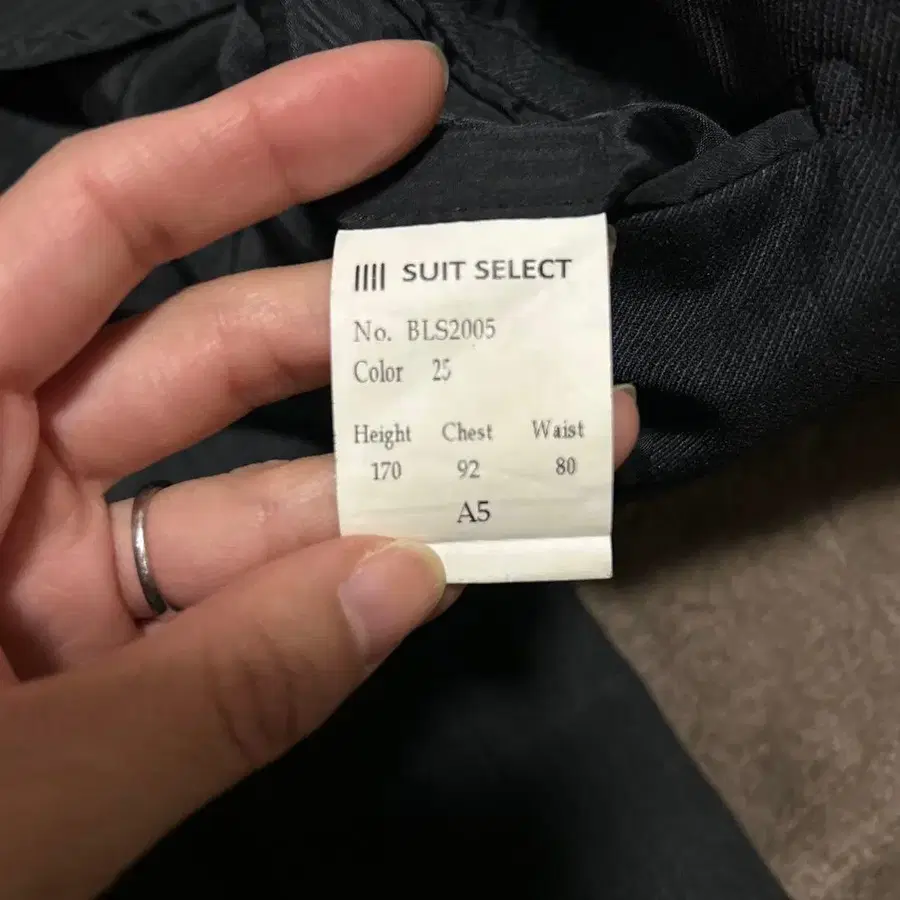 SUIT SELECT
No. BLS2005
Color 25
Height Chest Waist
170 92 80
A5